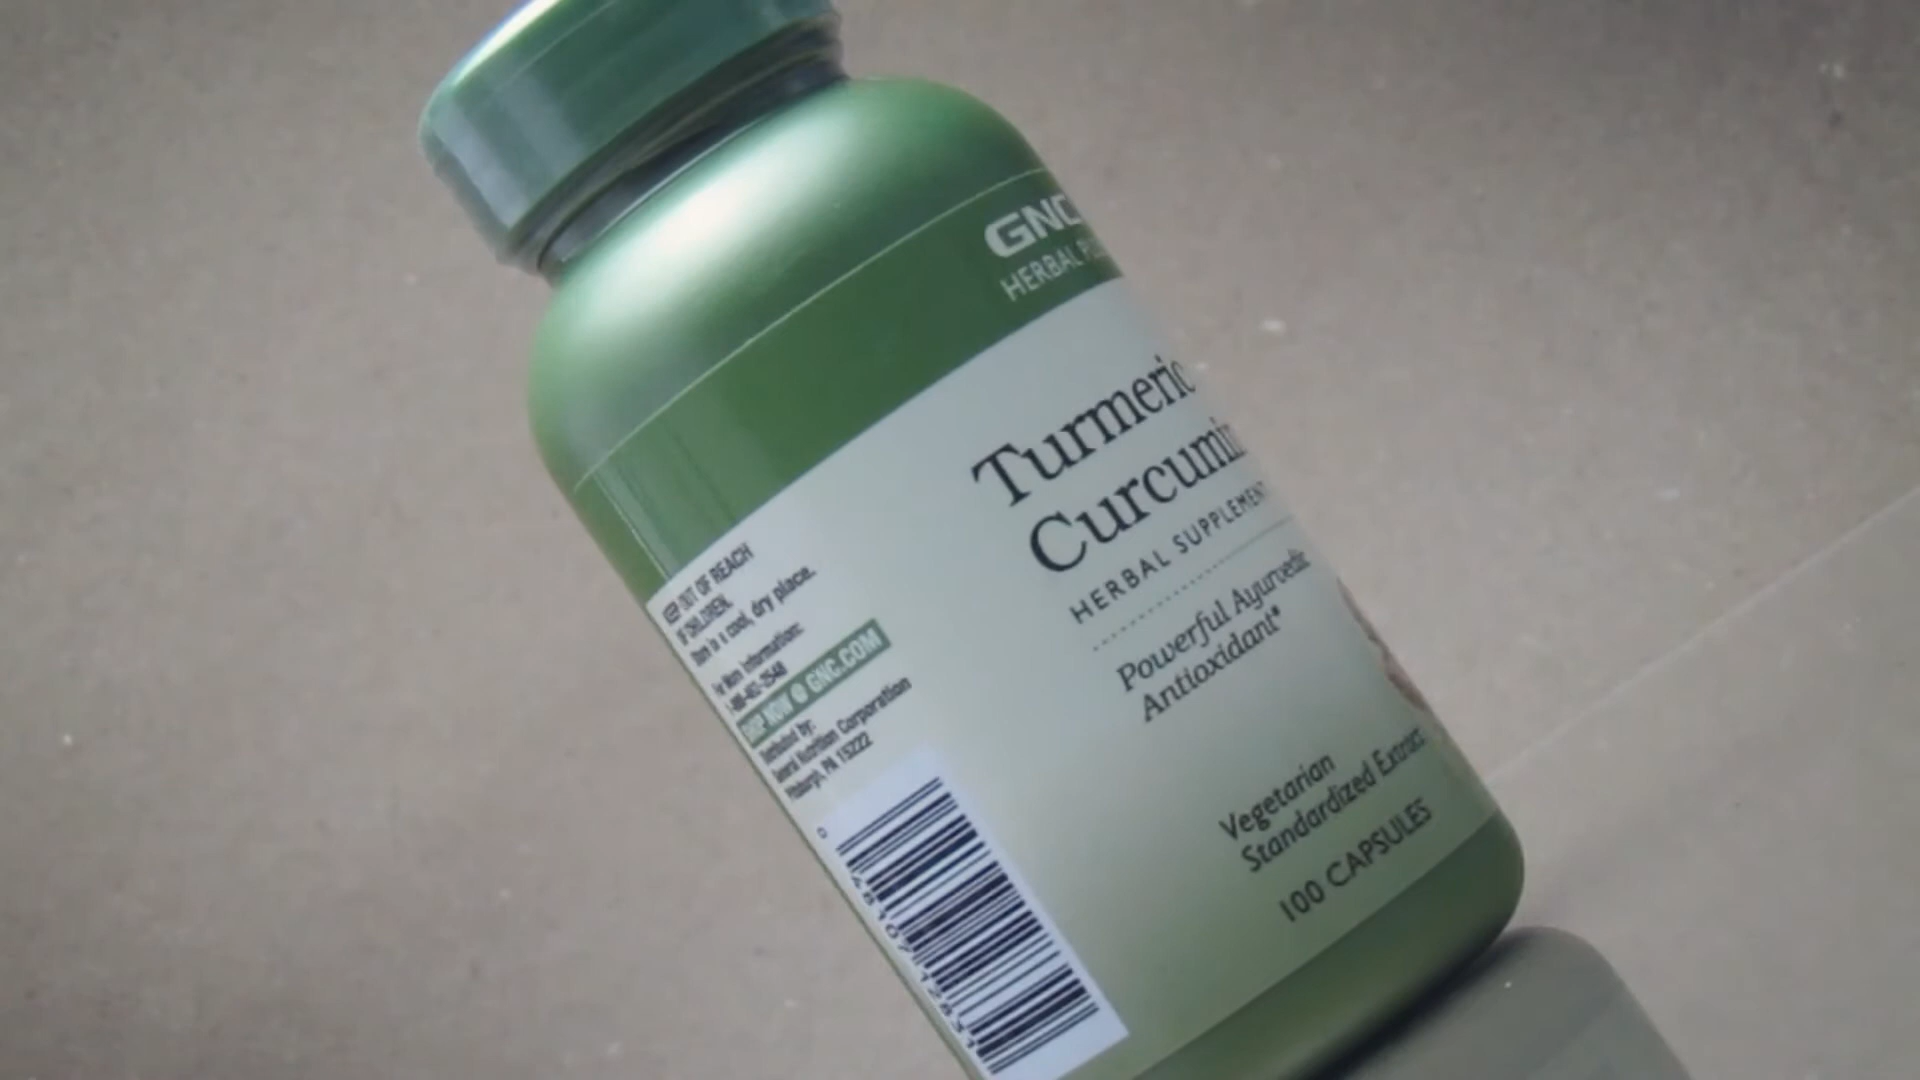 GNC
HERBAL
Turmeric
Curcumin
HERBAL SUPPLEMENT
Powerful Ayurvedic
Antioxidant*
Vegetarian
Standardized Extract
100 CAPSULES
KEEP OUT OF REACH
OF CHILDREN.
Store in a cool, dry place.
For More Information:
SHOP NOW @ GNC.COM
Distributed by:
General Nutrition Corporation
Pittsburgh, PA 15222